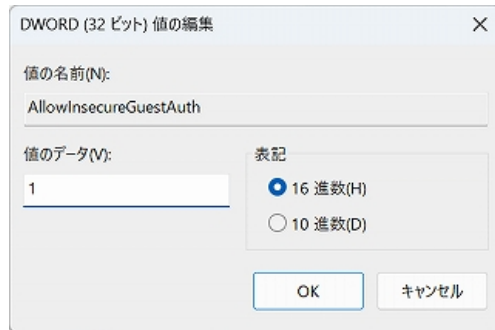 DWORD (32 ビット) 値の編集
値の名前(N):
AllowInsecureGuestAuth
値のデータ(V):
1
表記
16 進数(H)
10 進数(D)
OK
キャンセル